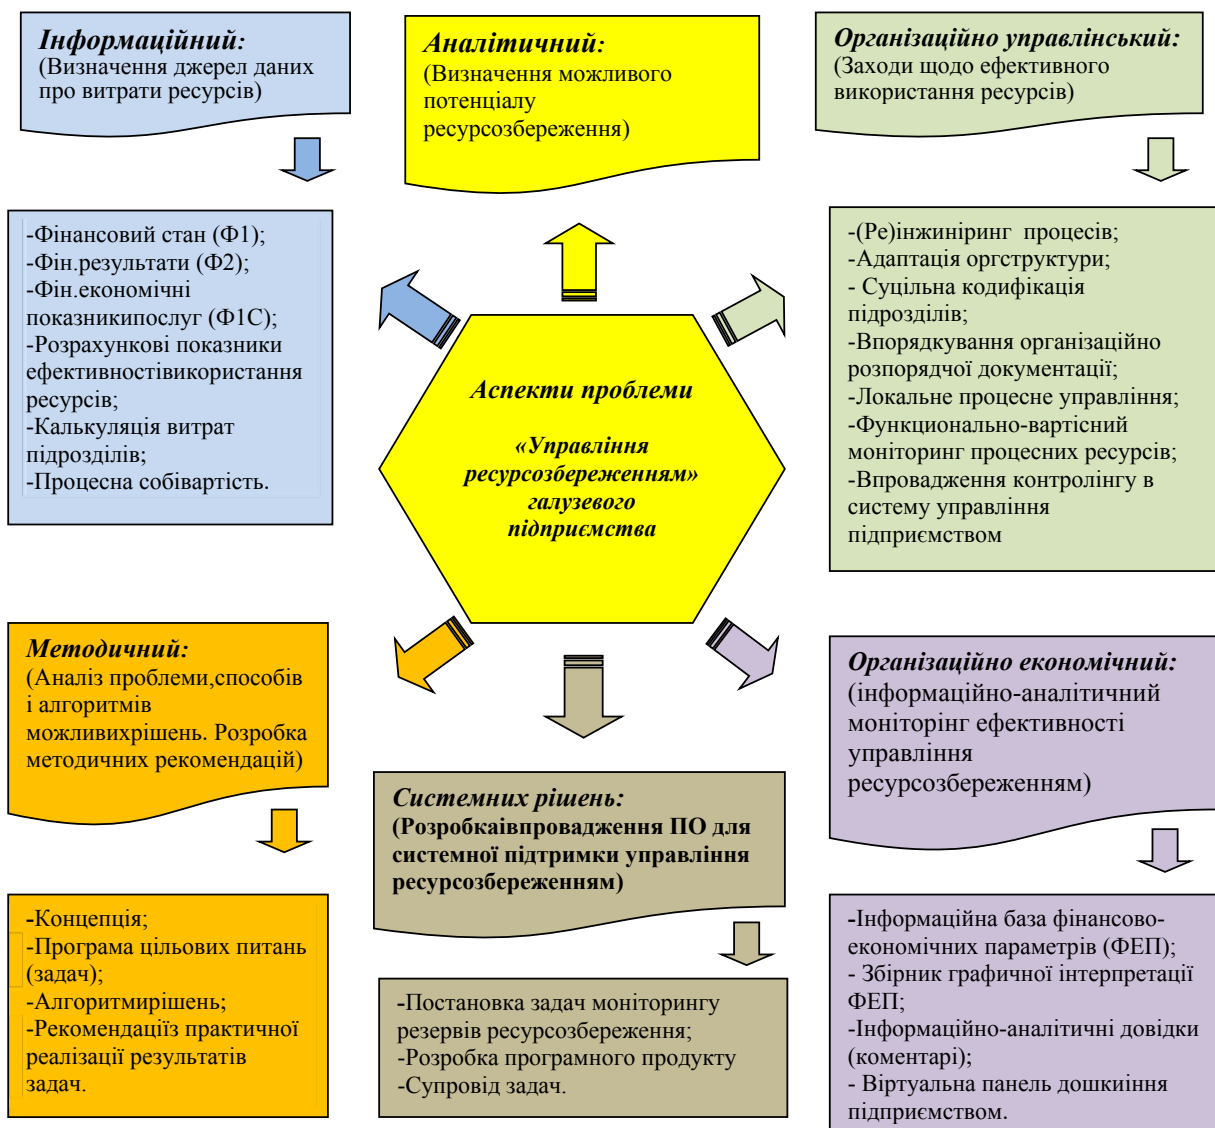 Інформаційний:
(Визначення джерел даних
про витрати ресурсів)
Аналітичний:
(Визначення можливого
потенціалу
ресурсозбереження)
Організаційно управлінський:
(Заходи щодо ефективного
використання ресурсів)
-Фінансовий стан (Ф1);
-Фін.результати (Ф2);
-Фін.економічні
показникипослуг (Ф1С);
-Розрахункові показники
ефективностівикористання
ресурсів;
-Калькуляція витрат
підрозділів;
-Процесна собівартість.
Аспекти проблеми
«Управління
ресурсозбереженням»
галузевого
підприємства
-(Ре)інжиніринг процесів;
-Адаптація оргструктури;
- Суцільна кодифікація
підрозділів;
-Впорядкування організаційно
розпорядчої документації;
-Локальне процесне управління;
-Функционально-вартісний
моніторинг процесних ресурсів;
-Впровадження контролінгу в
систему управління
підприємством
Методичний:
(Аналіз проблеми,способів
і алгоритмів
можливихрішень. Розробка
методичних рекомендацій)
Системних рішень:
(Розробкаівпровадження ПО для
системної підтримки управління
ресурсозбереженням)
Організаційно економічний:
(інформаційно-аналітичний
моніторінг ефективності
управління
ресурсозбереженням)
-Концепція;
-Програма цільових питань
(задач);
-Алгоритмирішень;
-Рекомендаціїз практичної
реалізації результатів
задач.
-Постановка задач моніторингу
резервів ресурсозбереження;
-Розробка програмного продукту
-Супровід задач.
-Інформаційна база фінансово-
економічних параметрів (ФЕП);
- Збірник графичної інтерпретації
ФЕП;
-Інформаційно-аналітичні довідки
(коментарі);
- Віртуальна панель дошкиіння
підприємством.